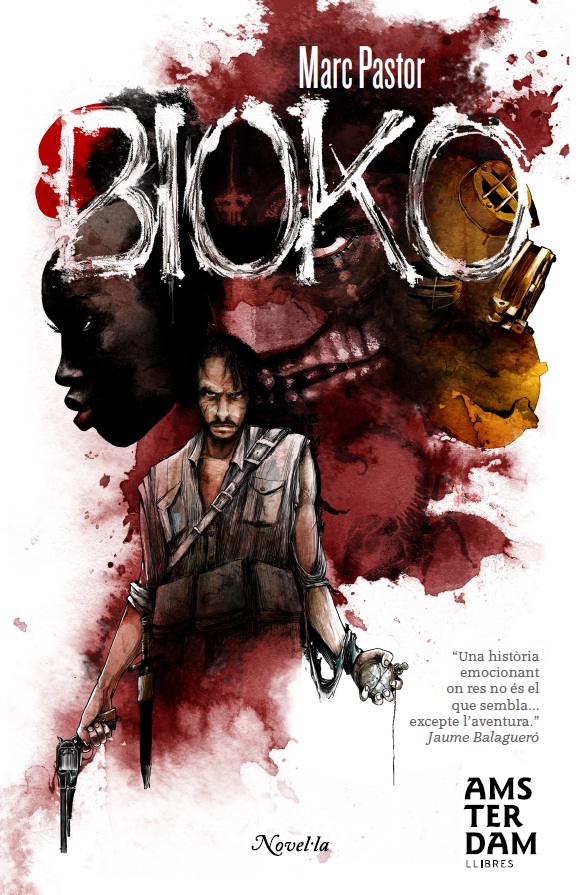 Marc Pastor
BIOKO
“Una història
emocionant
on res no és el
que sembla...
excepte l’aventura.”
Jaume Balagueró
AMS
TER
DAM
LLIBRES
Novel·la